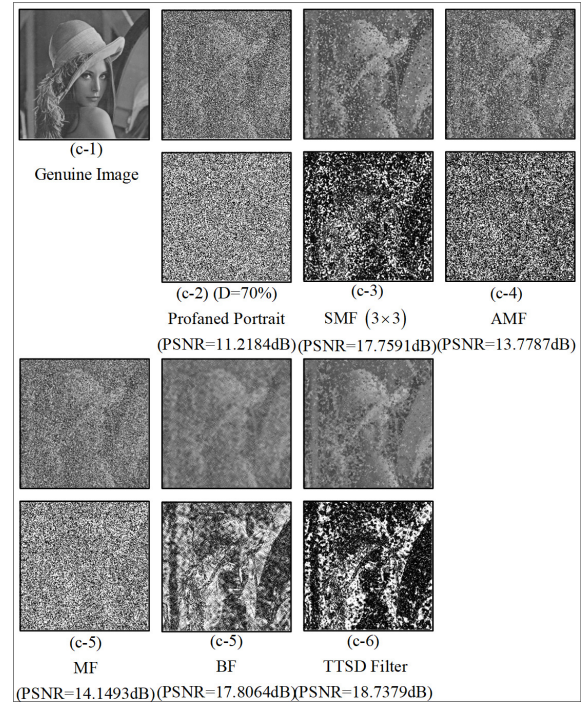 (c-1)
Genuine Image
(c-2) (D=70%)
Profaned Portrait
(PSNR=11.2184dB)
(c-3)
SMF (3×3)
(PSNR=17.7591dB)
(c-4)
AMF
(PSNR=13.7787dB)
(c-5)
MF
(PSNR=14.1493dB)
(c-5)
BF
(PSNR=17.8064dB)
(c-6)
TTSD Filter
(PSNR=18.7379dB)